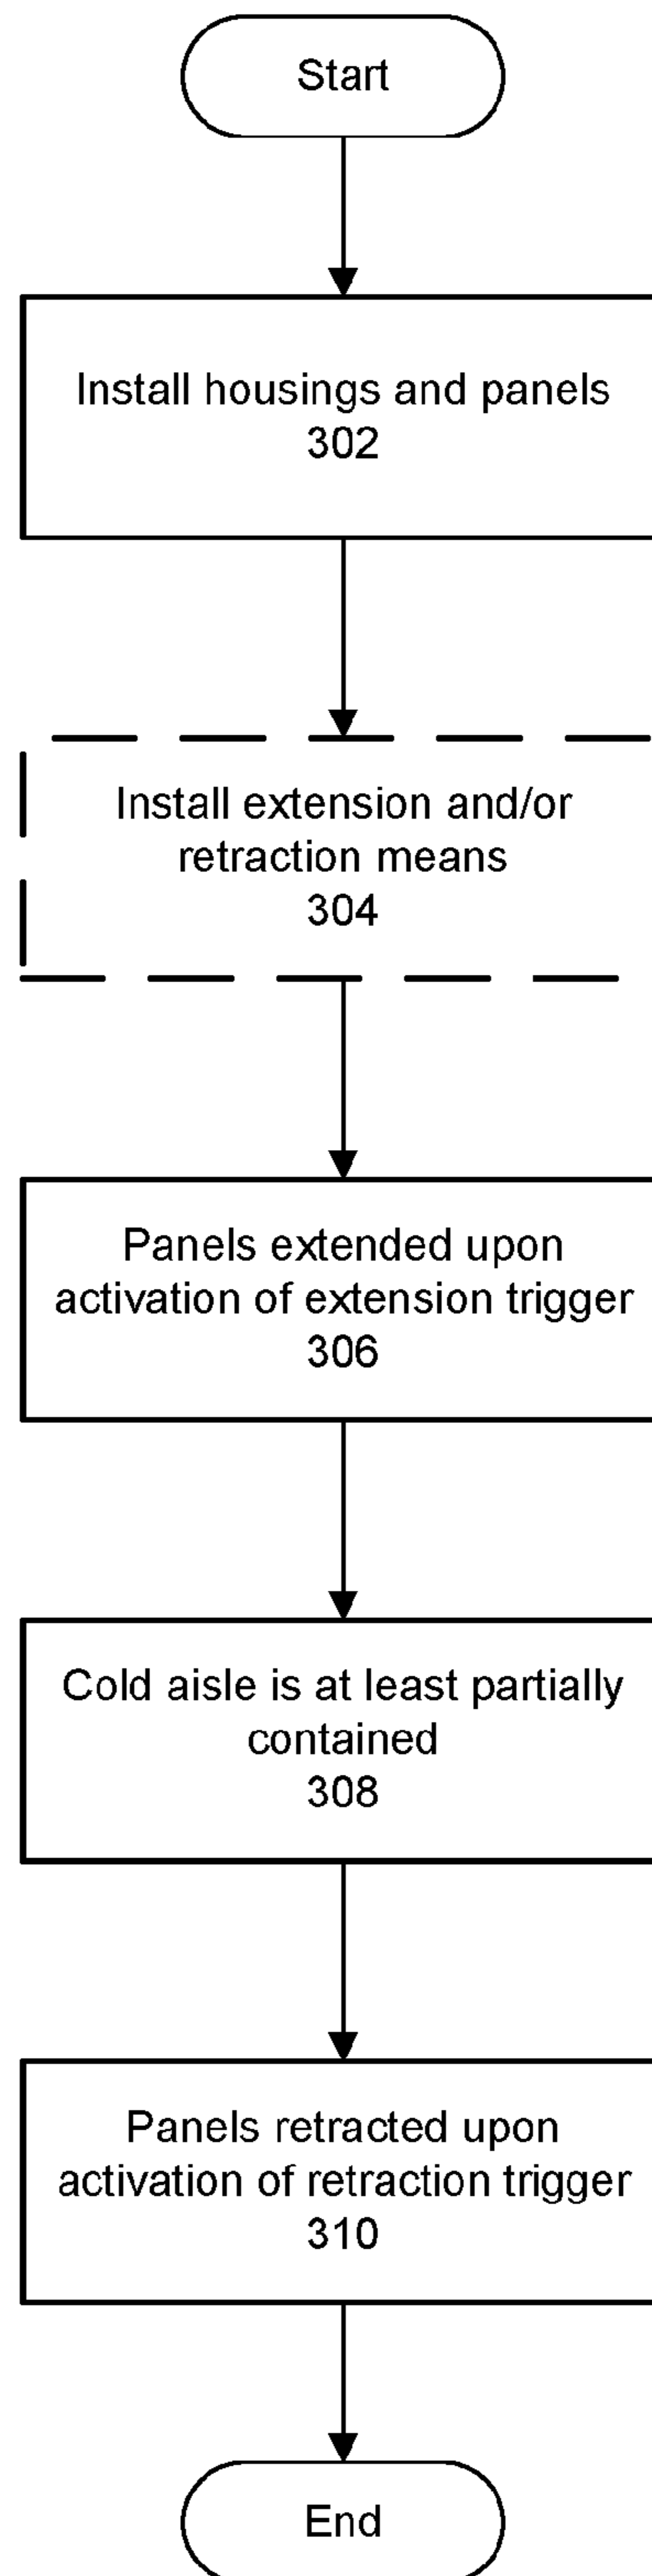 Start
Install housings and panels
302
Install extension and/or
retraction means
304
Panels extended upon
activation of extension trigger
306
Cold aisle is at least partially
contained
308
Panels retracted upon
activation of retraction trigger
310
End